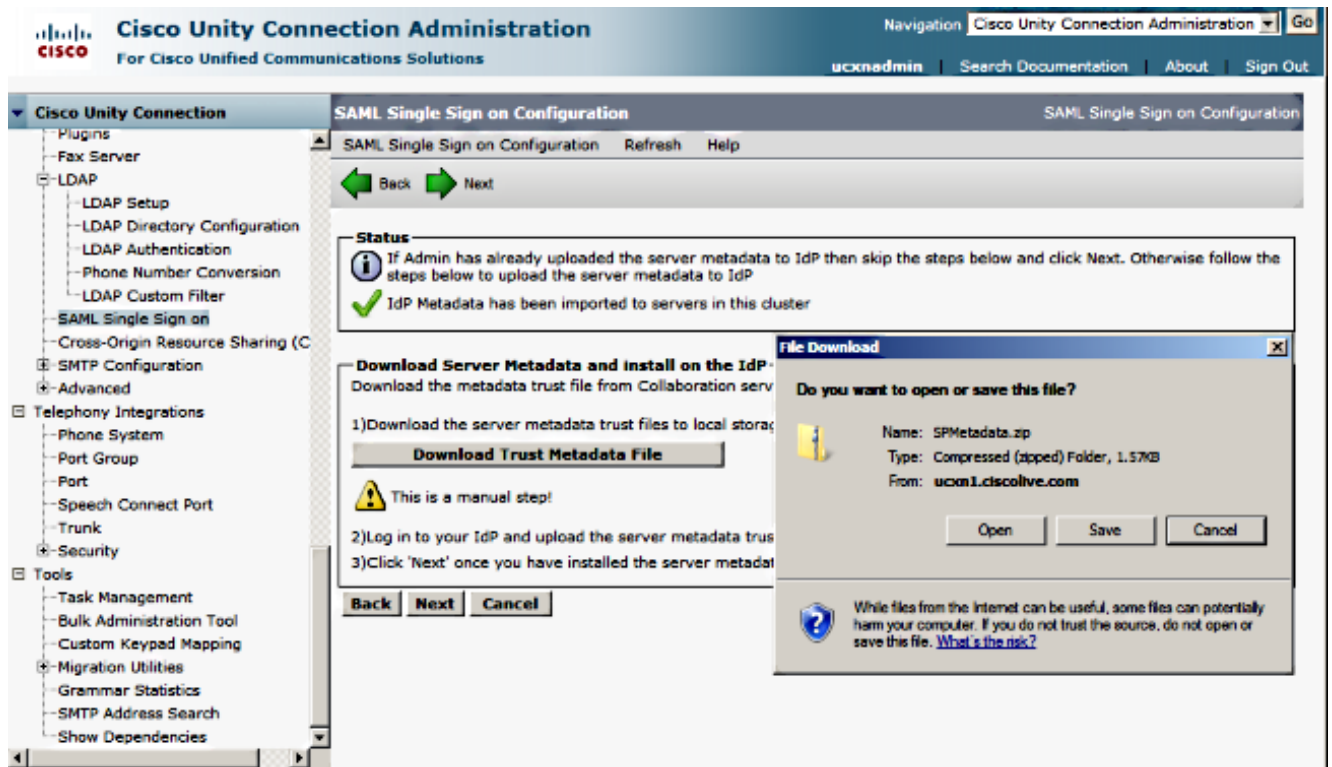 CISCO
Cisco Unity Connection Administration
For Cisco Unified Communications Solutions
Navigation Cisco Unity Connection Administration Go
ucxnadmin | Search Documentation | About | Sign Out
Cisco Unity Connection
Plugins
Fax Server
LDAP
LDAP Setup
LDAP Directory Configuration
LDAP Authentication
Phone Number Conversion
LDAP Custom Filter
SAML Single Sign on
Cross-Origin Resource Sharing (C
SMTP Configuration
Advanced
Telephony Integrations
Phone System
Port Group
Port
Speech Connect Port
Trunk
Security
Tools
Task Management
Bulk Administration Tool
Custom Keypad Mapping
Migration Utilities
Grammar Statistics
SMTP Address Search
Show Dependencies
SAML Single Sign on Configuration
SAML Single Sign on Configuration
SAML Single Sign on Configuration Refresh Help
Back Next
Status
If Admin has already uploaded the server metadata to IdP then skip the steps below and click Next. Otherwise follow the
steps below to upload the server metadata to IdP
IdP Metadata has been imported to servers in this cluster
Download Server Metadata and install on the IdP
Download the metadata trust file from Collaboration serv
1)Download the server metadata trust files to local storag
Download Trust Metadata File
This is a manual step!
2)Log in to your IdP and upload the server metadata trus
3)Click 'Next' once you have installed the server metadat
Back Next Cancel
File Download
Do you want to open or save this file?
Name: SPMetadata.zip
Type: Compressed (zipped) Folder, 1.57KB
From: ucxn1.ciscolive.com
Open Save Cancel
While files from the Internet can be useful, some files can potentially
harm your computer. If you do not trust the source, do not open or
save this file. What's the risk?